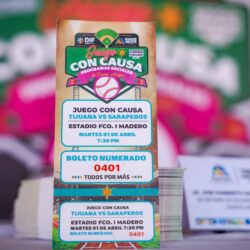 DIF
Juego
CON CAUSA
PROGRAMAS SOCIALES
JUEGO CON CAUSA
TIJUANA VS SARAPEROS
ESTADIO FCO. I MADERO
MARTES 01 DE ABRIL
7:30 PM
BOLETO NUMERADO
0401
TODOS POR MÁS
JUEGO CON CAUSA
TIJUANA VS SARAPEROS
ESTADIO FCO. I MADERO
MARTES 01 DE ABRIL / 7:30 PM
BOLETO NUMERADO
0401